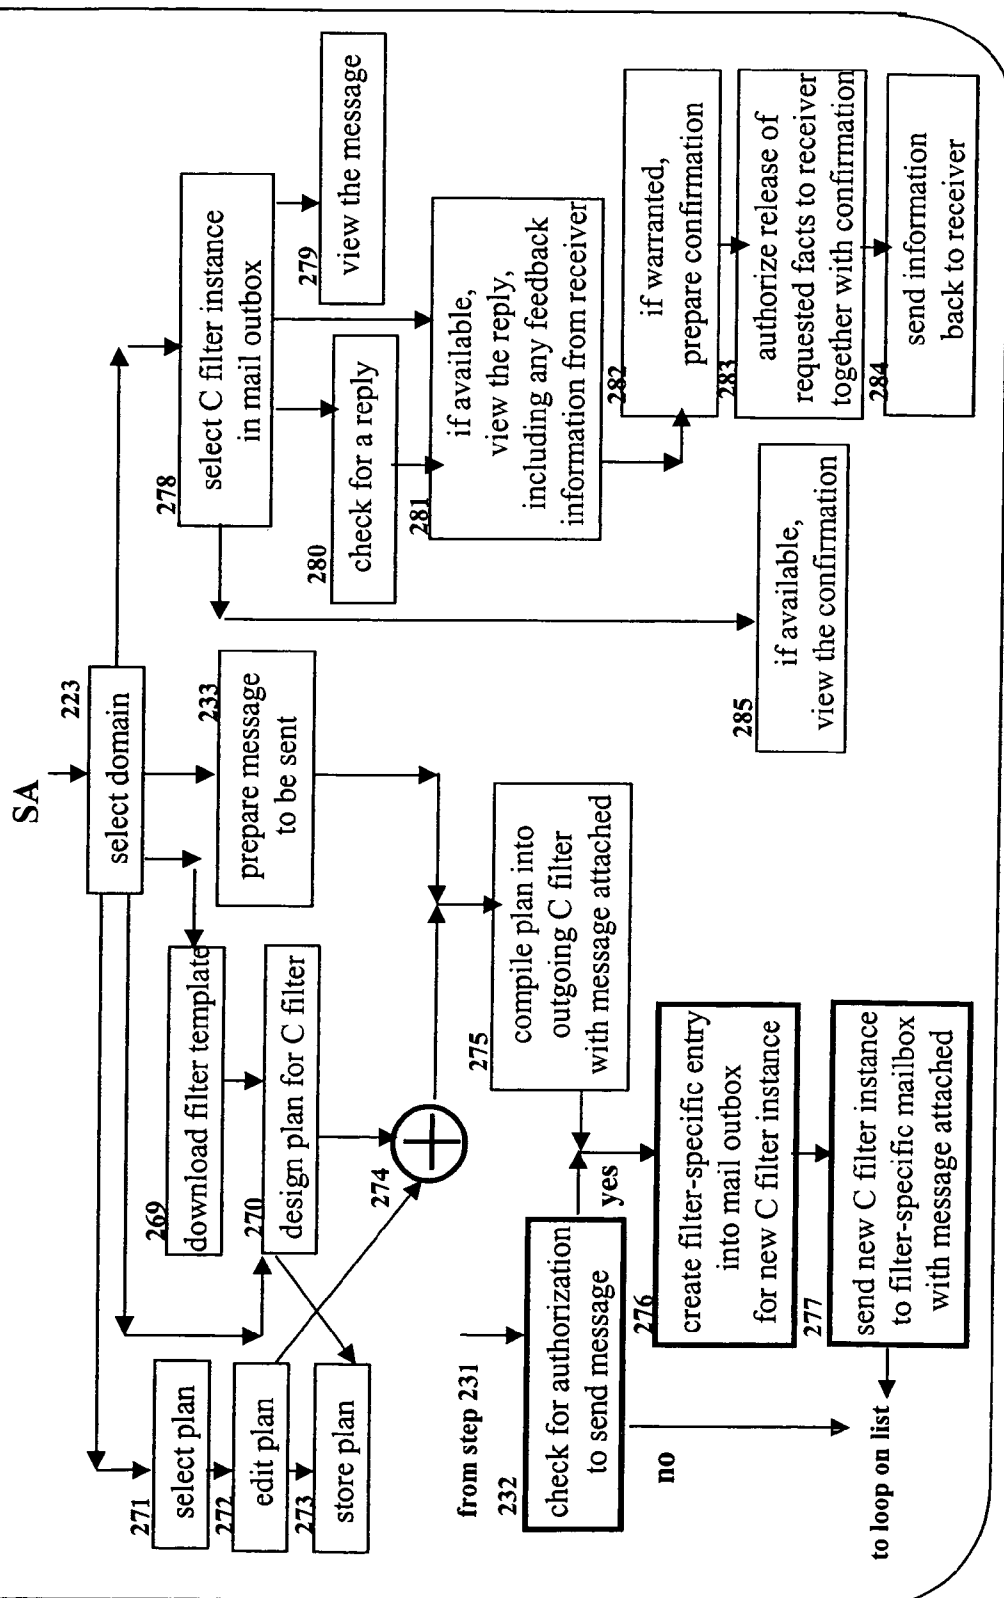 SA
223
select domain
271
select plan
272
edit plan
273
store plan
269
download filter template
270
design plan for C filter
274
233
prepare message
to be sent
275
compile plan into
outgoing C filter
with message attached
from step 231
232
check for authorization
to send message
yes
no
276
create filter-specific entry
into mail outbox
for new C filter instance
277
send new C filter instance
to filter-specific mailbox
with message attached
to loop on list
278
select C filter instance
in mail outbox
279
view the message
280
check for a reply
281
if available,
view the reply,
including any feedback
information from receiver
282
if warranted,
prepare confirmation
283
authorize release of
requested facts to receiver
together with confirmation
284
send information
back to receiver
285
if available,
view the confirmation